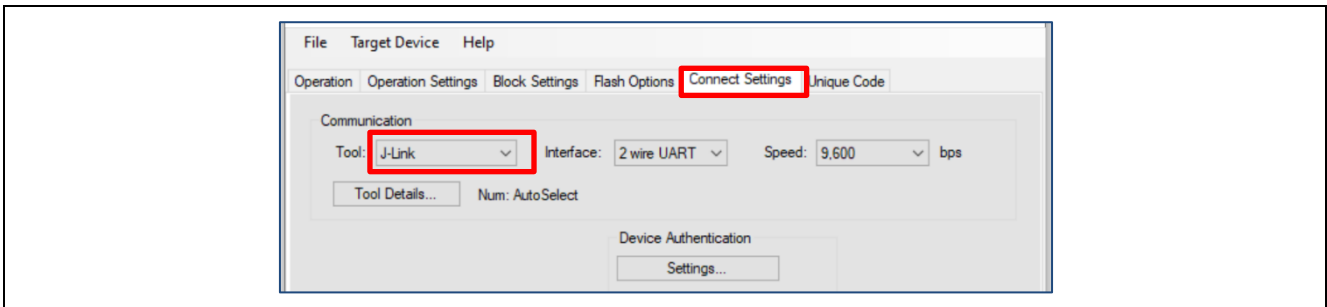 File Target Device Help
Operation Operation Settings Block Settings Flash Options Connect Settings Unique Code
Communication
Tool: J-Link Interface: 2 wire UART Speed: 9,600 bps
Tool Details... Num: AutoSelect
Device Authentication
Settings...